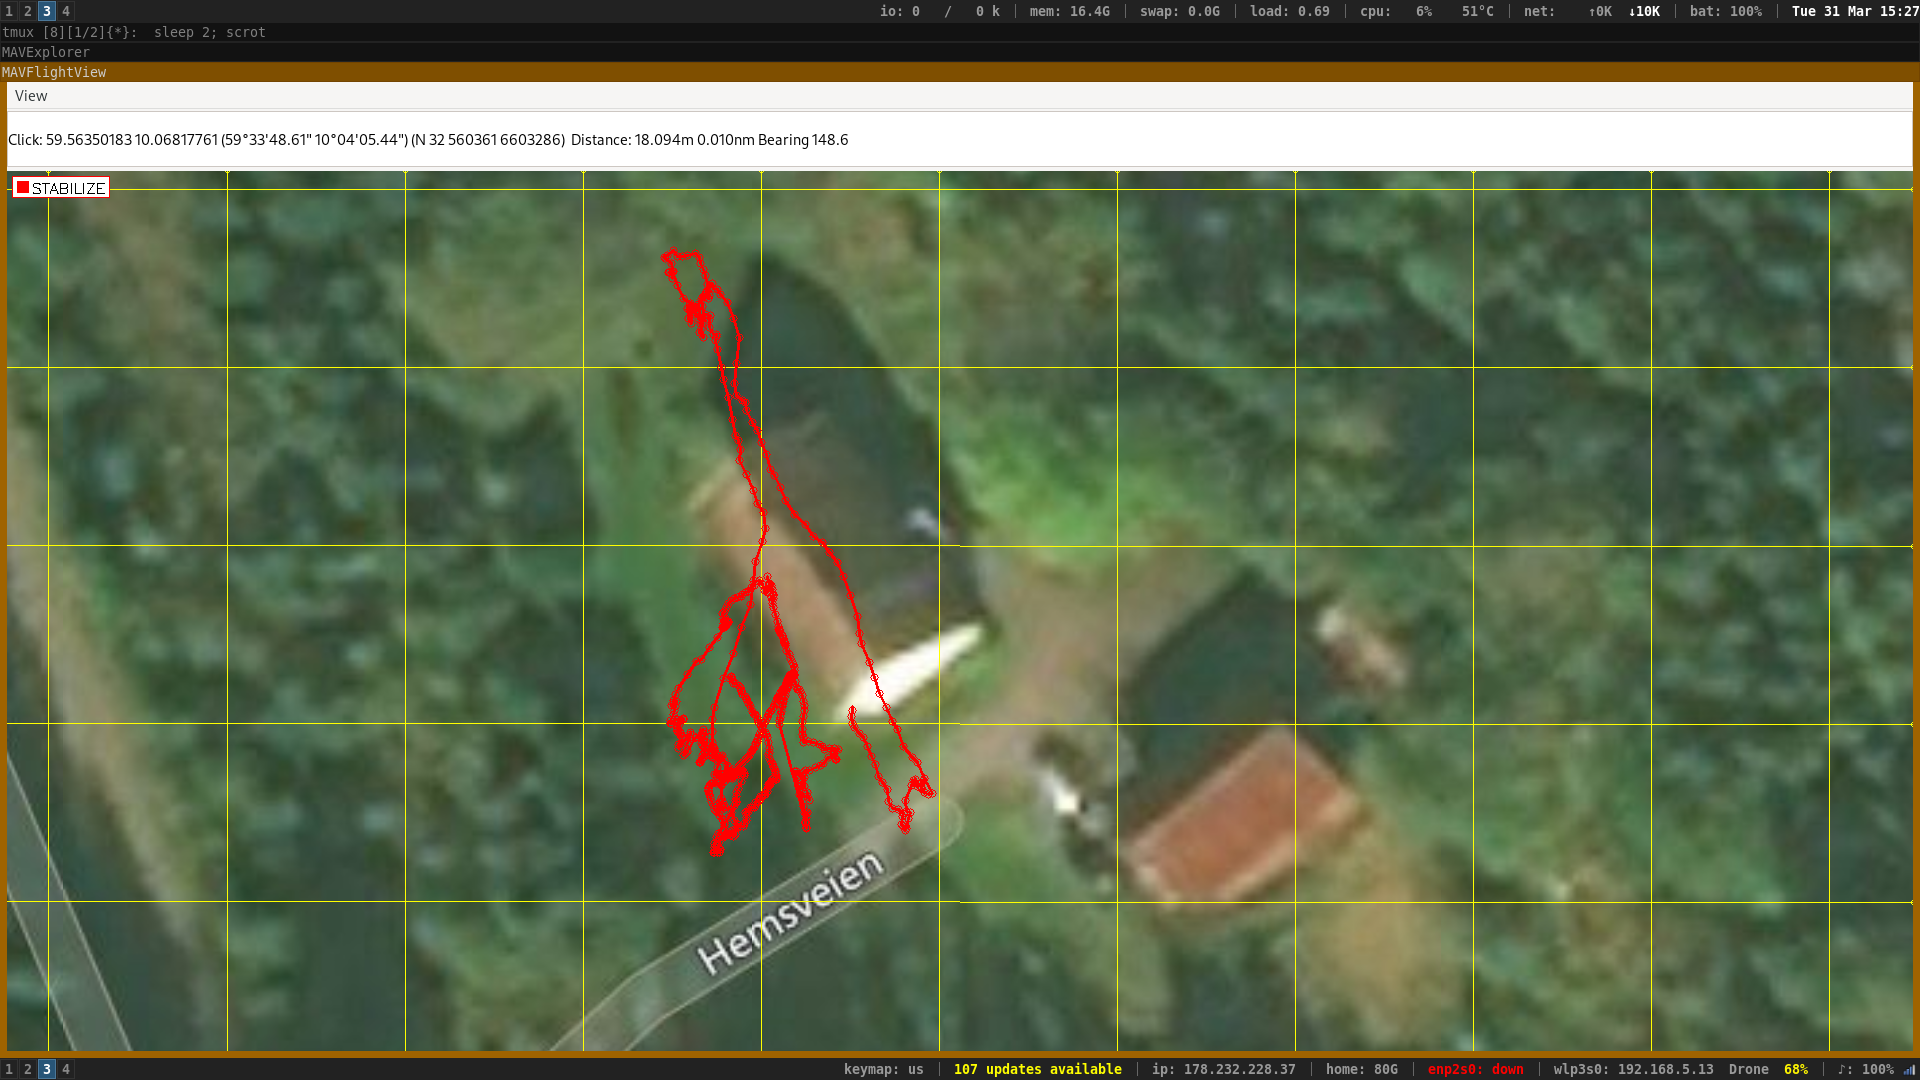 1 2 3 4 io: 0 / 0 k | mem: 16.4G | swap: 0.0G | load: 0.69 | cpu: 6% 51°C | net: ↑0K ↓10K | bat: 100% | Tue 31 Mar 15:27
tmux [8][1/2]{*}: sleep 2; scrot
MAVExplorer
MAVFlightView
View
Click: 59.56350183 10.06817761 (59°33'48.61" 10°04'05.44") (N 32 560361 6603286) Distance: 18.094m 0.010nm Bearing 148.6
STABILIZE
Hemsveien
1 2 3 4 keymap: us | 107 updates available | ip: 178.232.228.37 | home: 80G | enp2s0: down | wlp3s0: 192.168.5.13 Drone 68% | ♪: 100%